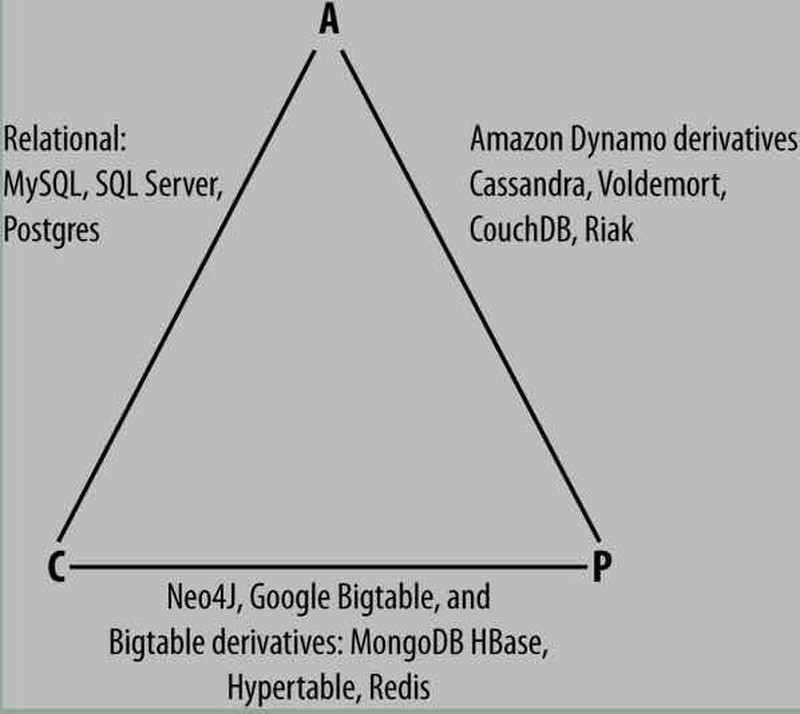 A
Relational:
MySQL, SQL Server,
Postgres
Amazon Dynamo derivatives
Cassandra, Voldemort,
CouchDB, Riak
C
P
Neo4J, Google Bigtable, and
Bigtable derivatives: MongoDB HBase,
Hypertable, Redis